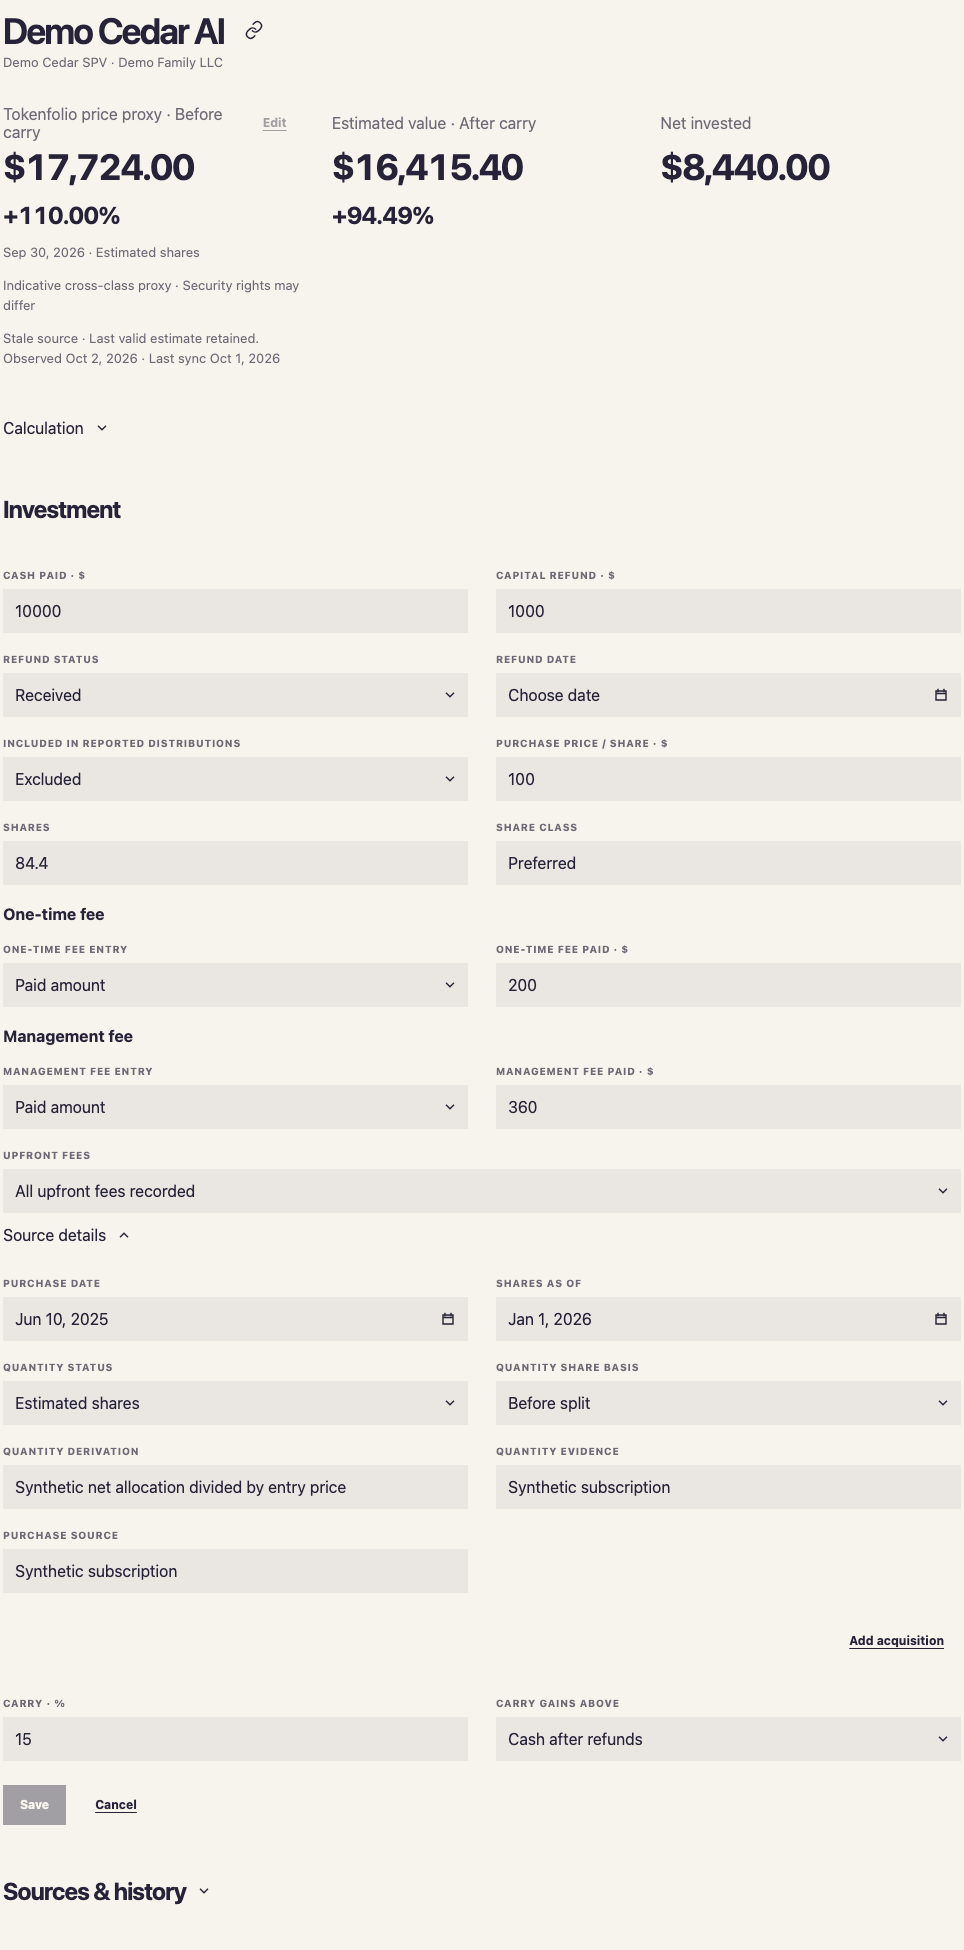 Demo Cedar AI
Demo Cedar SPV · Demo Family LLC
Tokenfolio price proxy · Before
carry
Edit
$17,724.00
+110.00%
Sep 30, 2026 · Estimated shares
Indicative cross-class proxy · Security rights may
differ
Stale source · Last valid estimate retained.
Observed Oct 2, 2026 · Last sync Oct 1, 2026
Estimated value · After carry
$16,415.40
+94.49%
Net invested
$8,440.00
Calculation
Investment
CASH PAID · $
10000
CAPITAL REFUND · $
1000
REFUND STATUS
Received
REFUND DATE
Choose date
INCLUDED IN REPORTED DISTRIBUTIONS
Excluded
PURCHASE PRICE / SHARE · $
100
SHARES
84.4
SHARE CLASS
Preferred
One-time fee
ONE-TIME FEE ENTRY
Paid amount
ONE-TIME FEE PAID · $
200
Management fee
MANAGEMENT FEE ENTRY
Paid amount
MANAGEMENT FEE PAID · $
360
UPFRONT FEES
All upfront fees recorded
Source details
PURCHASE DATE
Jun 10, 2025
SHARES AS OF
Jan 1, 2026
QUANTITY STATUS
Estimated shares
QUANTITY SHARE BASIS
Before split
QUANTITY DERIVATION
Synthetic net allocation divided by entry price
QUANTITY EVIDENCE
Synthetic subscription
PURCHASE SOURCE
Synthetic subscription
Add acquisition
CARRY · %
15
CARRY GAINS ABOVE
Cash after refunds
Save
Cancel
Sources & history